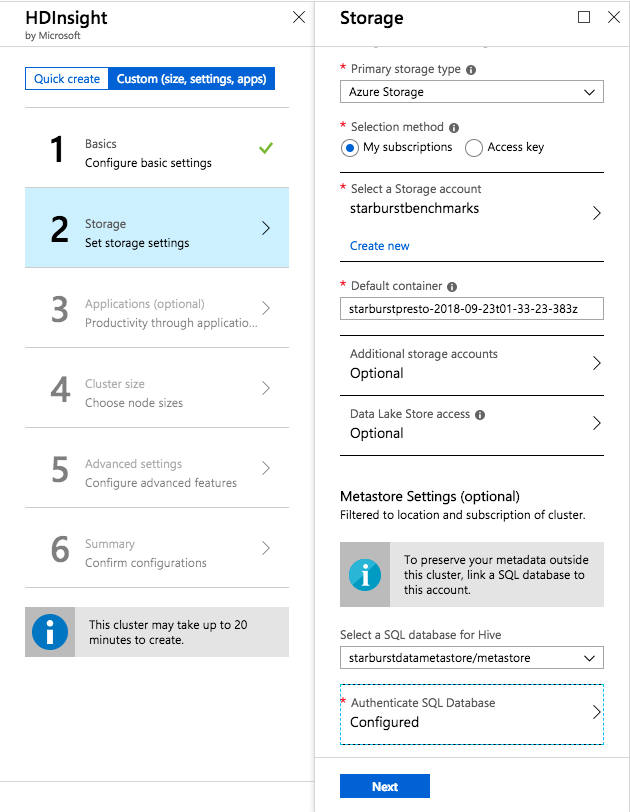 HDInsight
by Microsoft
Quick create
Custom (size, settings, apps)
1
Basics
Configure basic settings
2
Storage
Set storage settings
3
Applications (optional)
Productivity through applicatio...
4
Cluster size
Choose node sizes
5
Advanced settings
Configure advanced features
6
Summary
Confirm configurations
This cluster may take up to 20
minutes to create.
Storage
* Primary storage type
Azure Storage
* Selection method
My subscriptions
Access key
* Select a Storage account
starburstbenchmarks
Create new
* Default container
starburstpresto-2018-09-23t01-33-23-383z
Additional storage accounts
Optional
Data Lake Store access
Optional
Metastore Settings (optional)
Filtered to location and subscription of cluster.
To preserve your metadata outside
this cluster, link a SQL database to
this account.
Select a SQL database for Hive
starburstdatametastore/metastore
* Authenticate SQL Database
Configured
Next